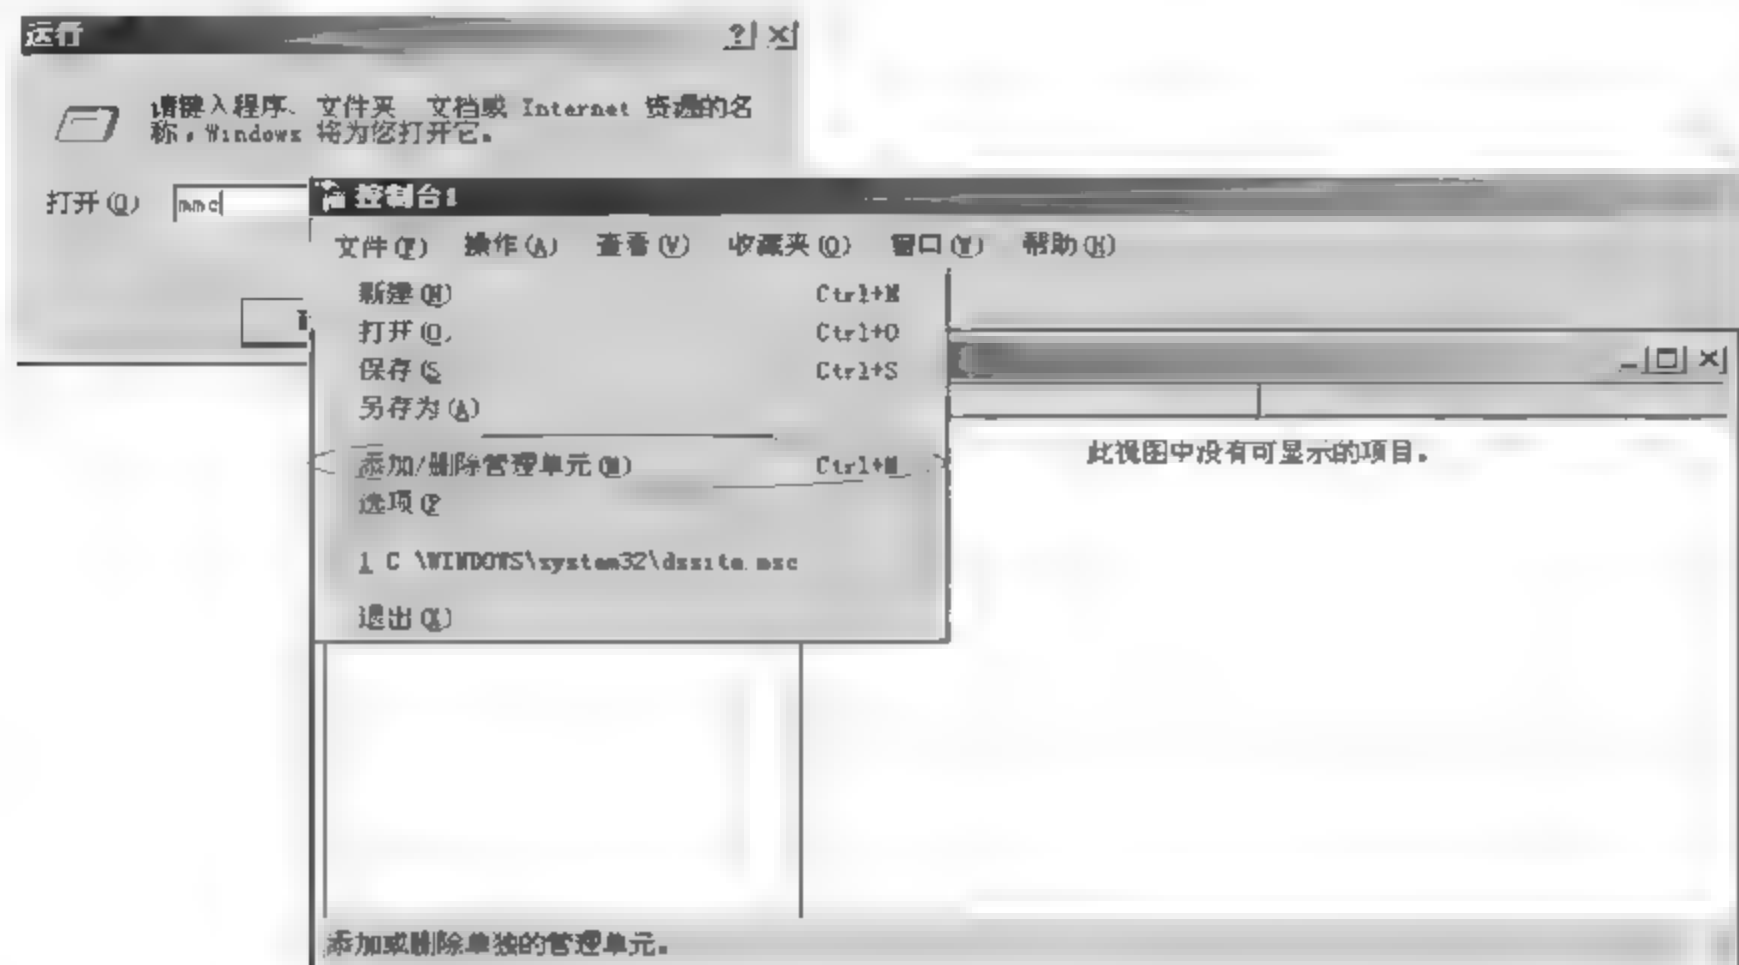 运行
请键入程序、文件夹、文档或 Internet 资源的名
称，Windows 将为您打开它。
打开(O) mmc
控制台1
文件(F) 操作(A) 查看(V) 收藏夹(O) 窗口(W) 帮助(H)
新建(N) Ctrl+N
打开(O) Ctrl+O
保存(S Ctrl+S
另存为(A)
添加/删除管理单元(M) Ctrl+M
选项(P
1 C \WINDOWS\system32\dssite.msc
退出(X)
此视图中没有可显示的项目。
添加或删除单独的管理单元。